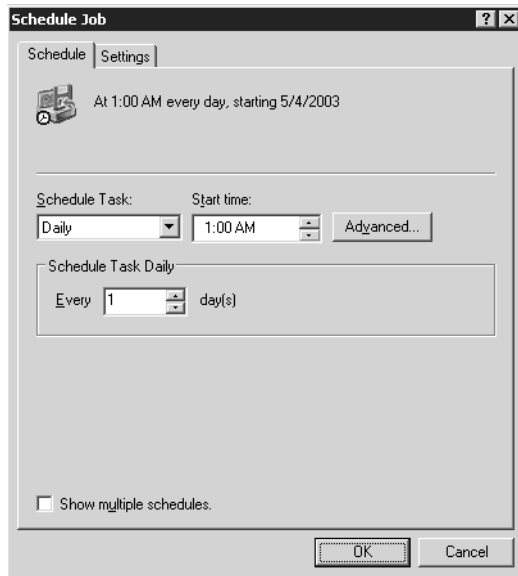 Schedule Job
Schedule Settings
At 1:00 AM every day, starting 5/4/2003
Schedule Task: Start time:
Daily 1:00 AM Advanced...
Schedule Task Daily
Every 1 day(s)
Show multiple schedules.
OK Cancel